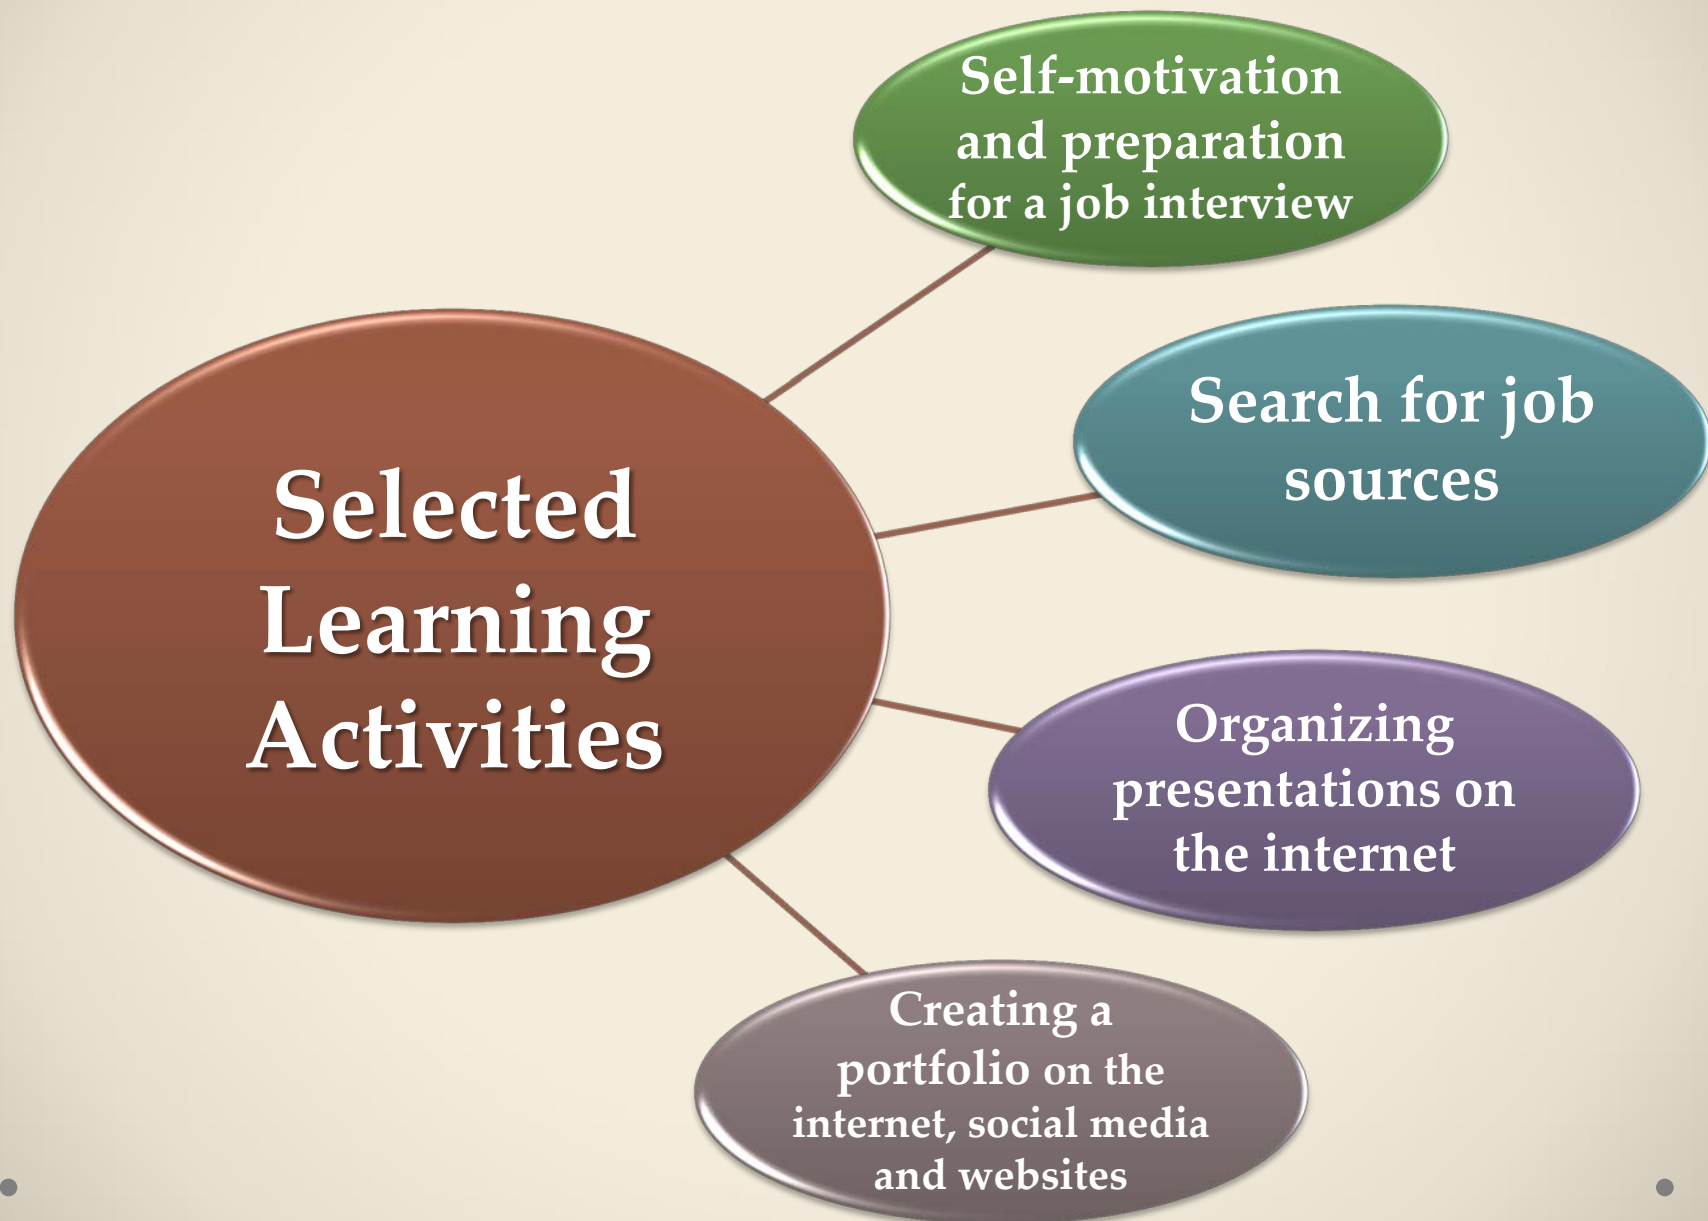 Self-motivation
and preparation
for a job interview
Search for job
sources
Selected
Learning
Activities
Organizing
presentations on
the internet
Creating a
portfolio on the
internet, social media
and websites